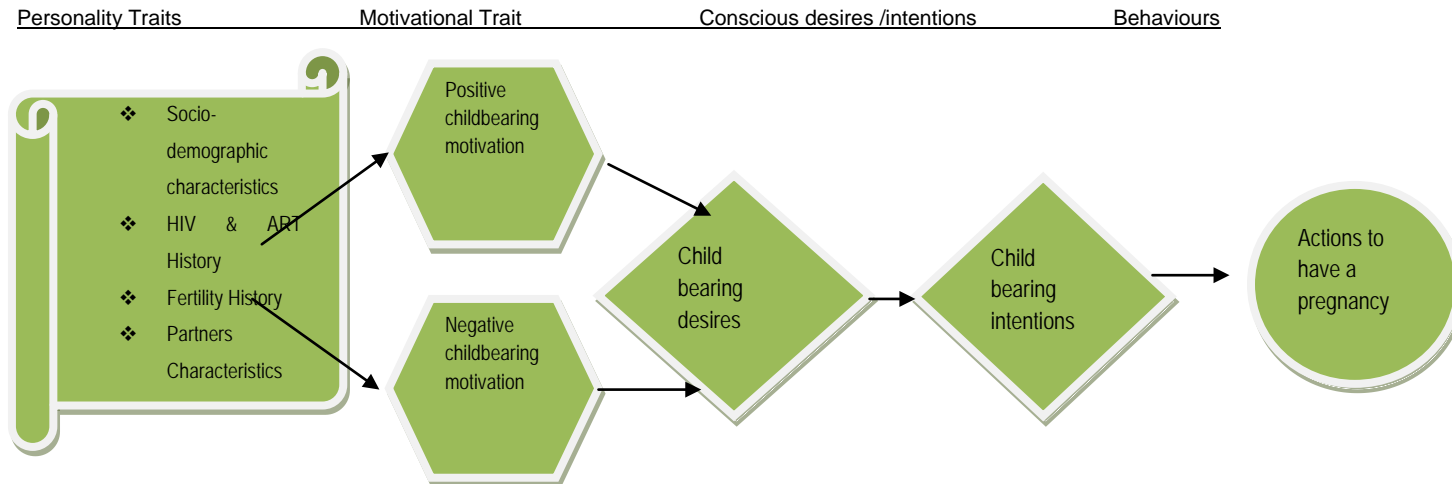 Personality Traits Motivational Trait Conscious desires /intentions Behaviours
❖ Socio-
demographic
characteristics
❖ HIV & ART
History
❖ Fertility History
❖ Partners
Characteristics
Positive
childbearing
motivation
Negative
childbearing
motivation
Child
bearing
desires
Child
bearing
intentions
Actions to
have a
pregnancy